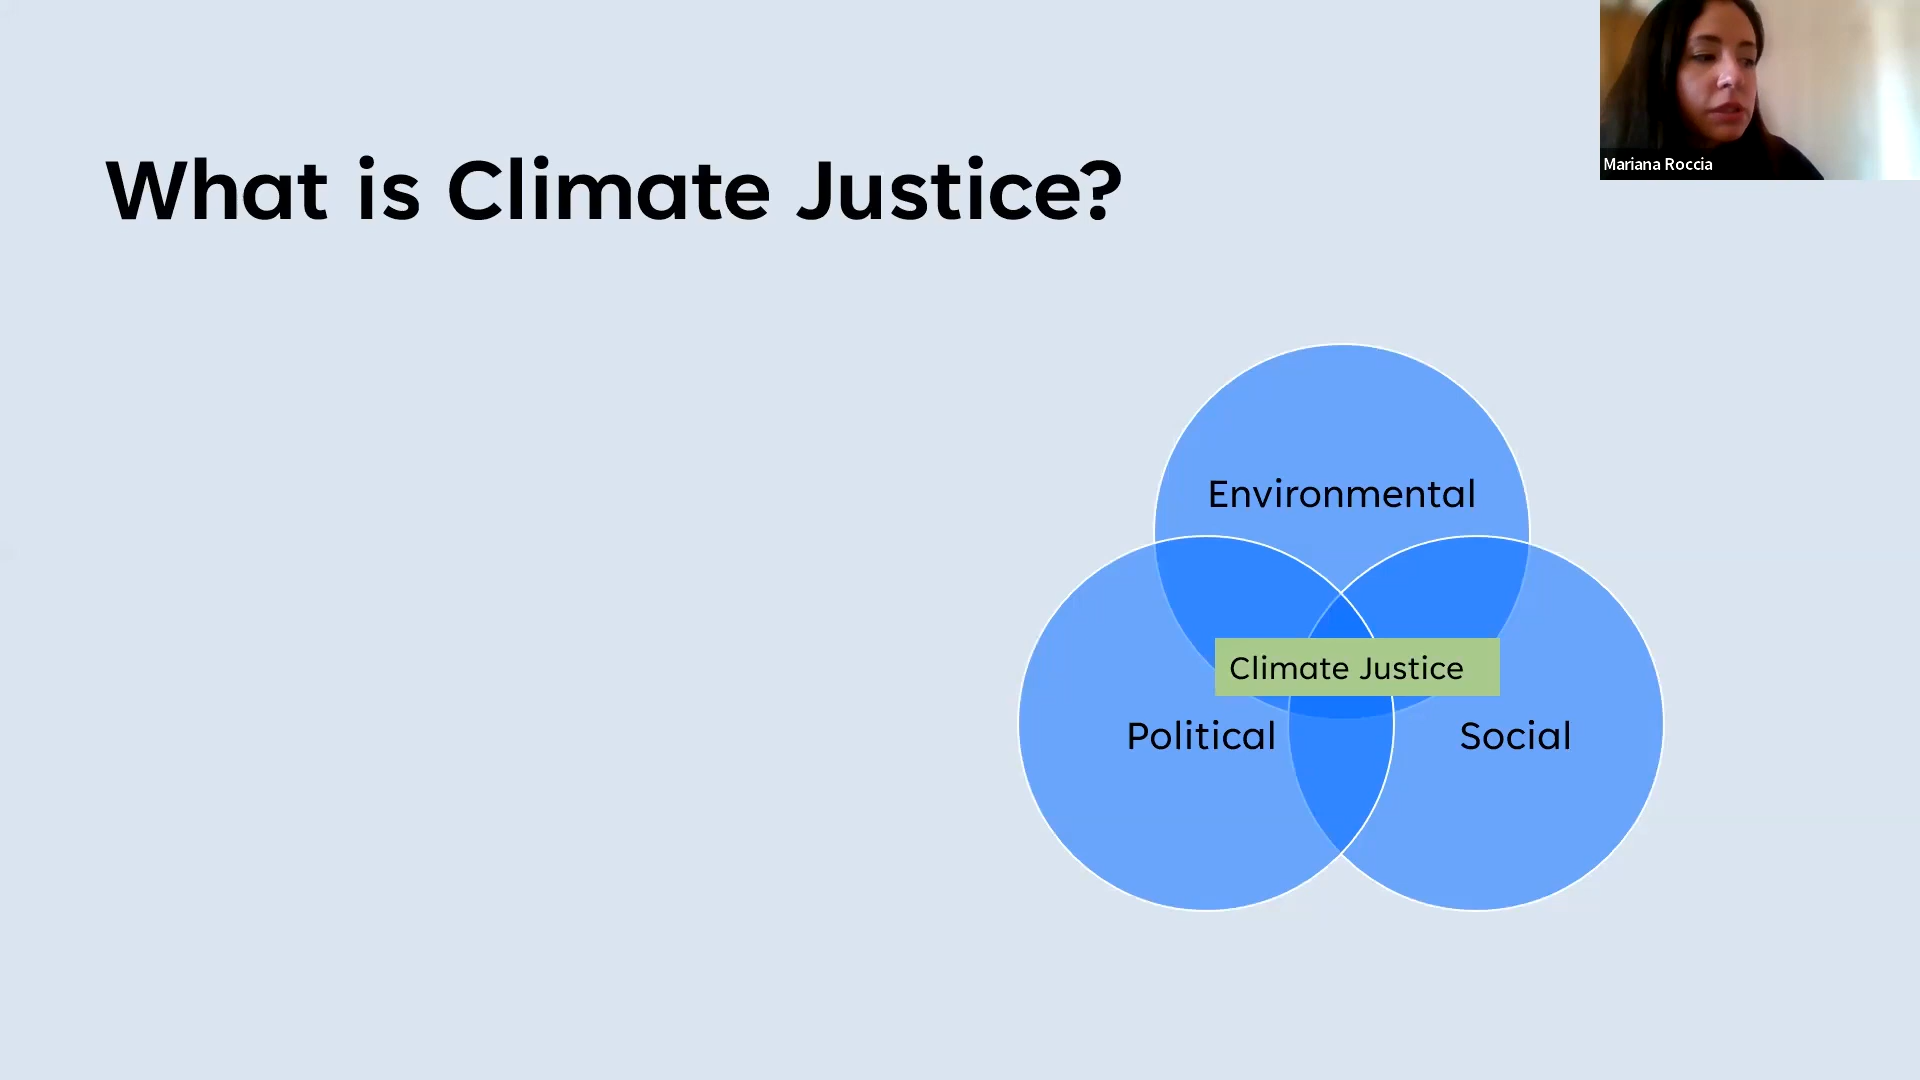 What is Climate Justice?
Mariana Roccia
Environmental
Climate Justice
Political
Social